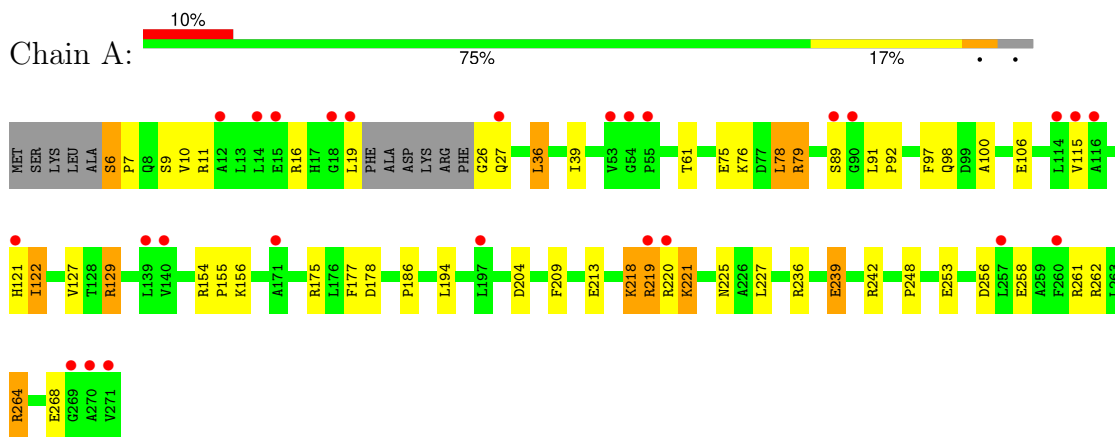 10%
Chain A:
75% 17% • •
MET SER LYS LEU ALA S6 P7 Q8 S9 V10 R11 A12 L13 L14 E15 R16 H17 G18 L19 PHE ALA ASP LYS ARG PHE G26 Q27 L36 I39 V53 G54 P55 T61 E75 K76 D77 L78 R79 S89 G90 L91 P92 F97 Q98 D99 A100 E106 L114 V115 A116
H121 I122 V127 T128 R129 L139 V140 R154 P155 K156 A171 R175 L176 F177 D178 P186 L194 L197 D204 F209 E213 K218 R219 R220 K221 N225 A226 L227 R236 E239 R242 P248 E253 D256 L257 E258 A259 F260 R261 R262 L263
R264 E268 G269 A270 V271